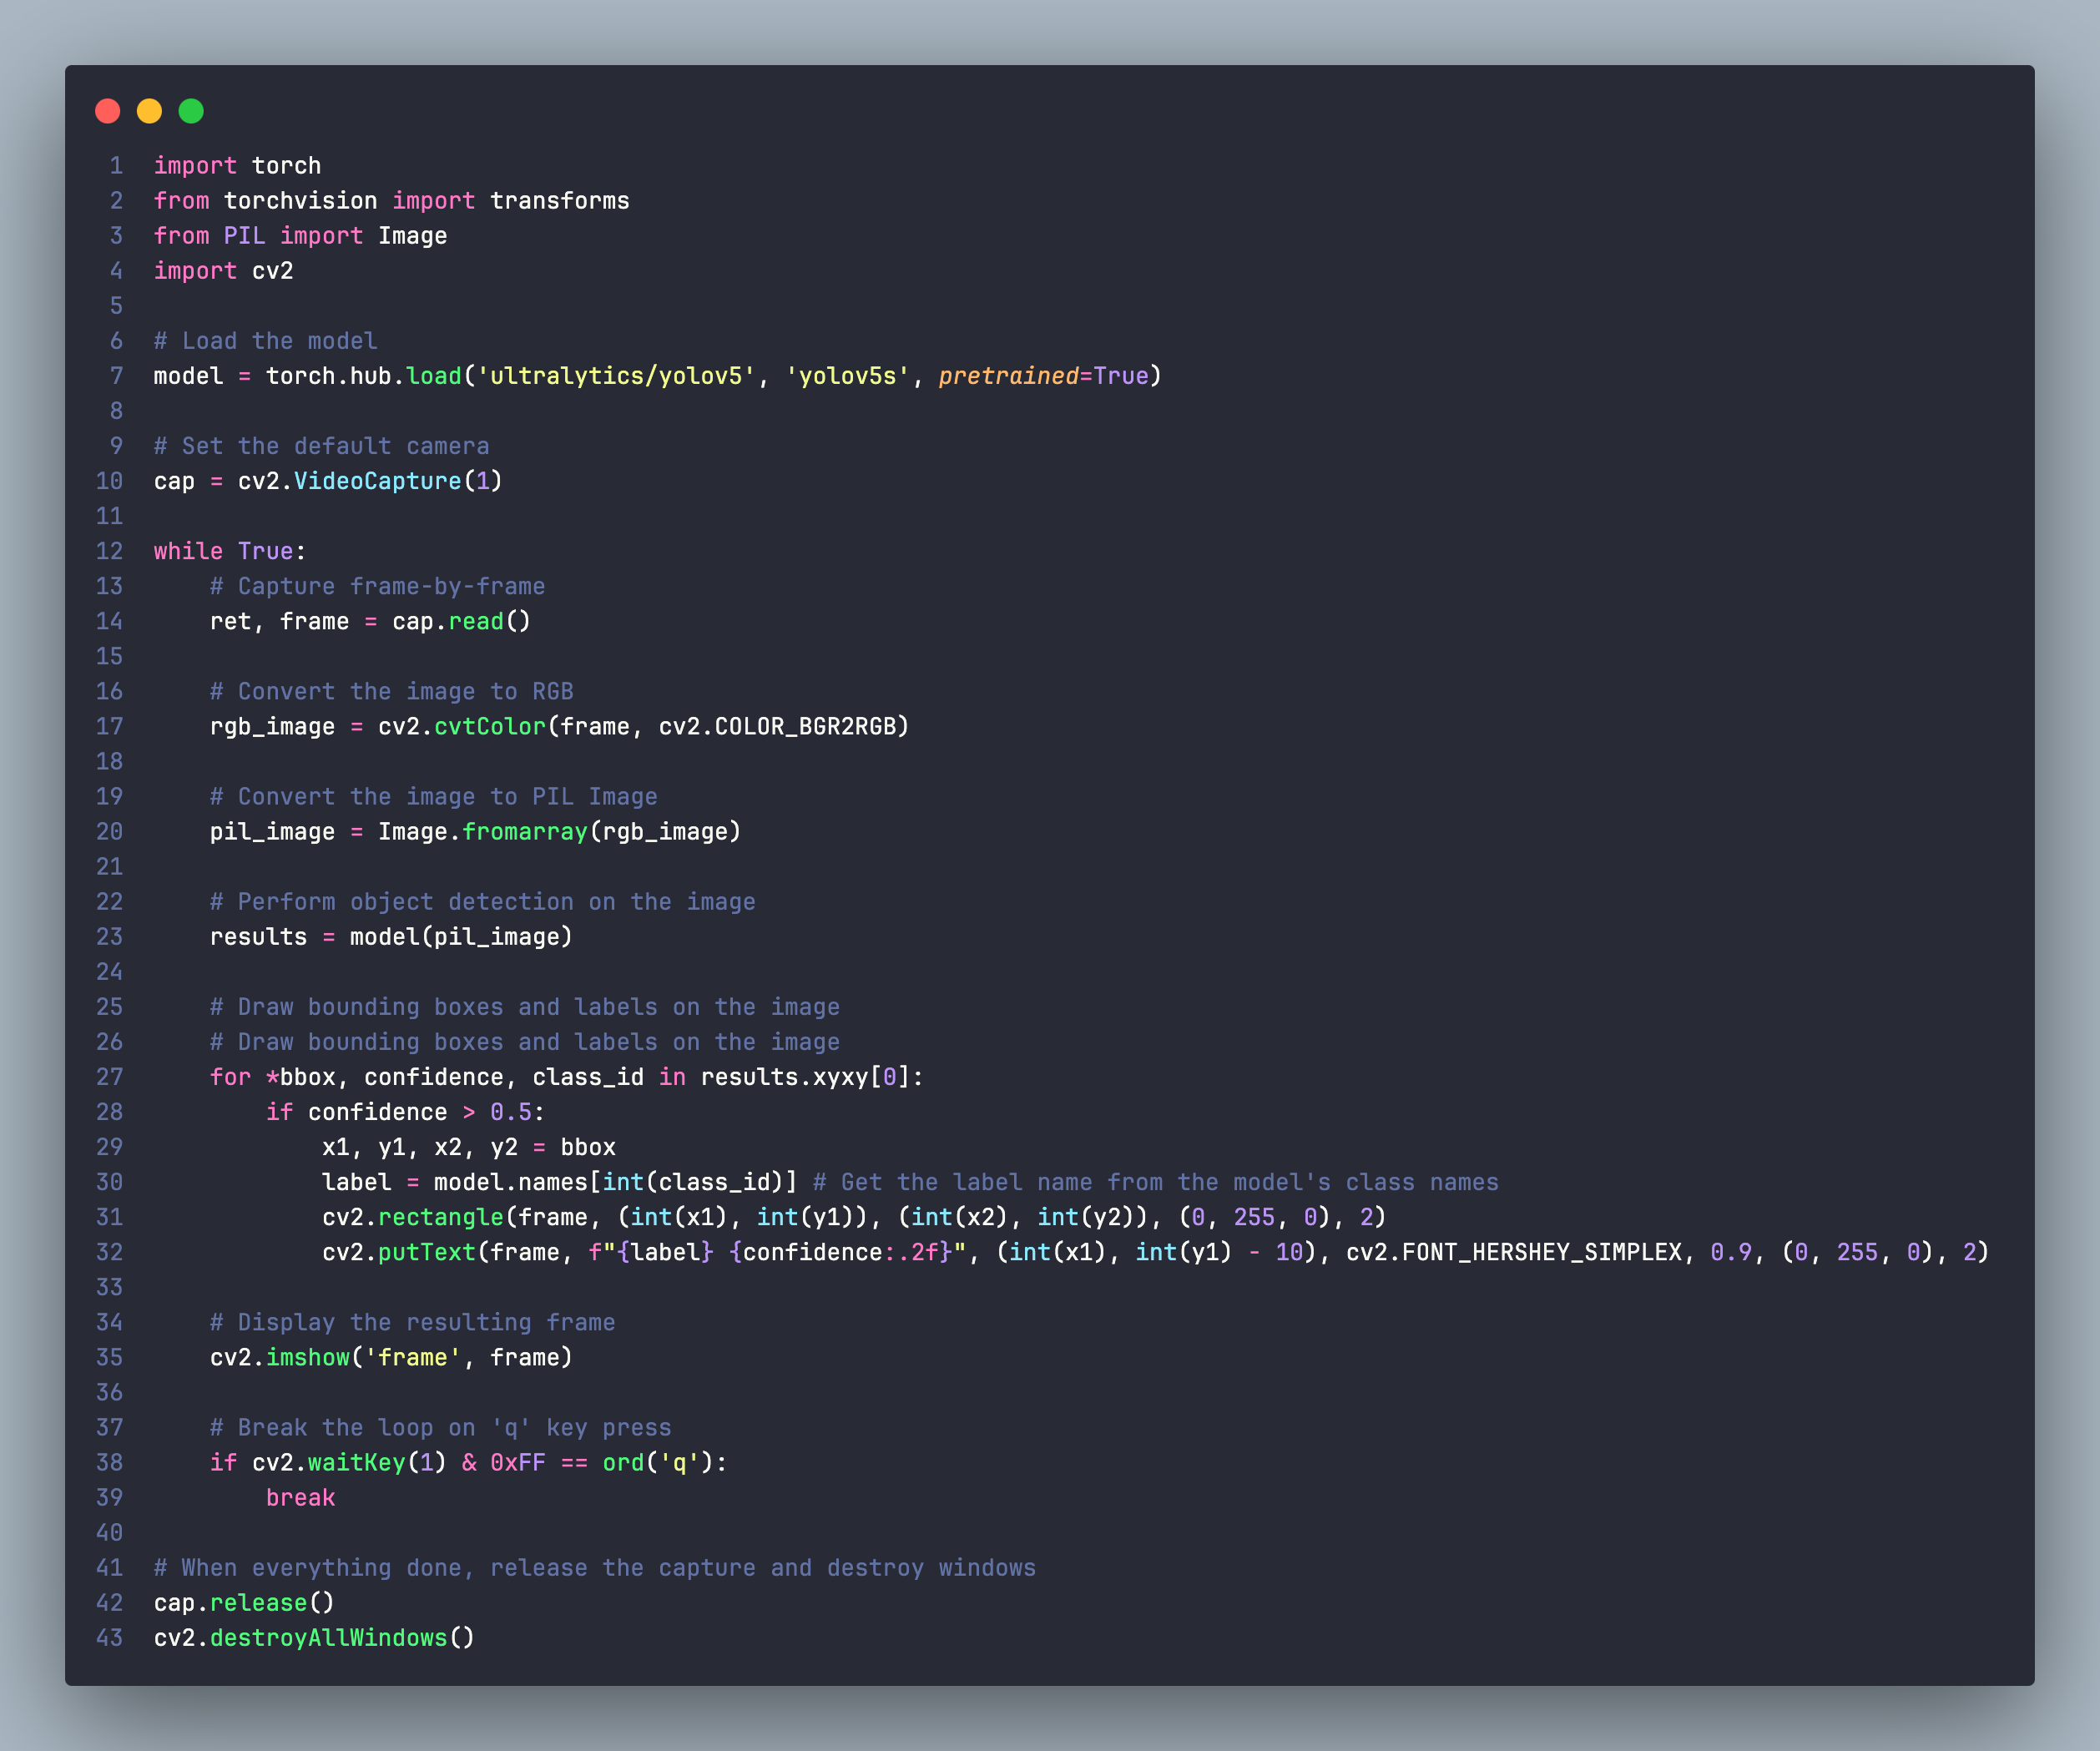 1 import torch
2 from torchvision import transforms
3 from PIL import Image
4 import cv2
5
6 # Load the model
7 model = torch.hub.load('ultralytics/yolov5', 'yolov5s', pretrained=True)
8
9 # Set the default camera
10 cap = cv2.VideoCapture(1)
11
12 while True:
13     # Capture frame-by-frame
14     ret, frame = cap.read()
15
16     # Convert the image to RGB
17     rgb_image = cv2.cvtColor(frame, cv2.COLOR_BGR2RGB)
18
19     # Convert the image to PIL Image
20     pil_image = Image.fromarray(rgb_image)
21
22     # Perform object detection on the image
23     results = model(pil_image)
24
25     # Draw bounding boxes and labels on the image
26     # Draw bounding boxes and labels on the image
27     for *bbox, confidence, class_id in results.xyxy[0]:
28         if confidence > 0.5:
29             x1, y1, x2, y2 = bbox
30             label = model.names[int(class_id)] # Get the label name from the model's class names
31             cv2.rectangle(frame, (int(x1), int(y1)), (int(x2), int(y2)), (0, 255, 0), 2)
32             cv2.putText(frame, f"{label} {confidence:.2f}", (int(x1), int(y1) - 10), cv2.FONT_HERSHEY_SIMPLEX, 0.9, (0, 255, 0), 2)
33
34     # Display the resulting frame
35     cv2.imshow('frame', frame)
36
37     # Break the loop on 'q' key press
38     if cv2.waitKey(1) & 0xFF == ord('q'):
39         break
40
41 # When everything done, release the capture and destroy windows
42 cap.release()
43 cv2.destroyAllWindows()